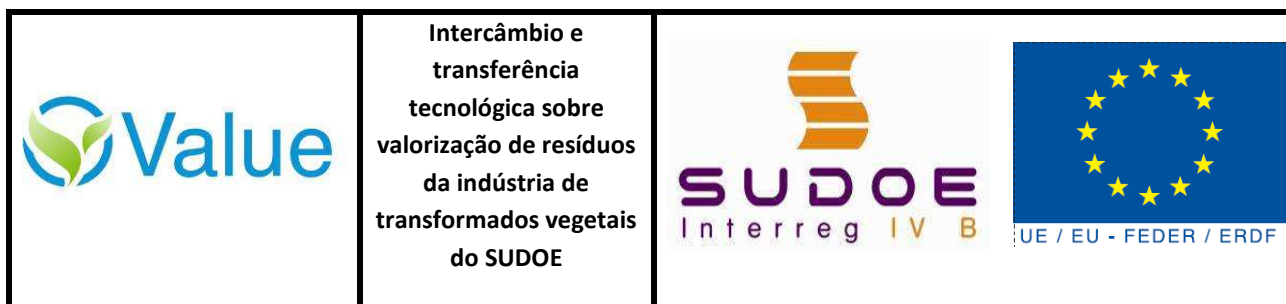 Value
Intercâmbio e
transferência
tecnológica sobre
valorização de resíduos
da indústria de
transformados vegetais
do SUDOE
SUDOE
Interreg IV B
UE / EU - FEDER / ERDF